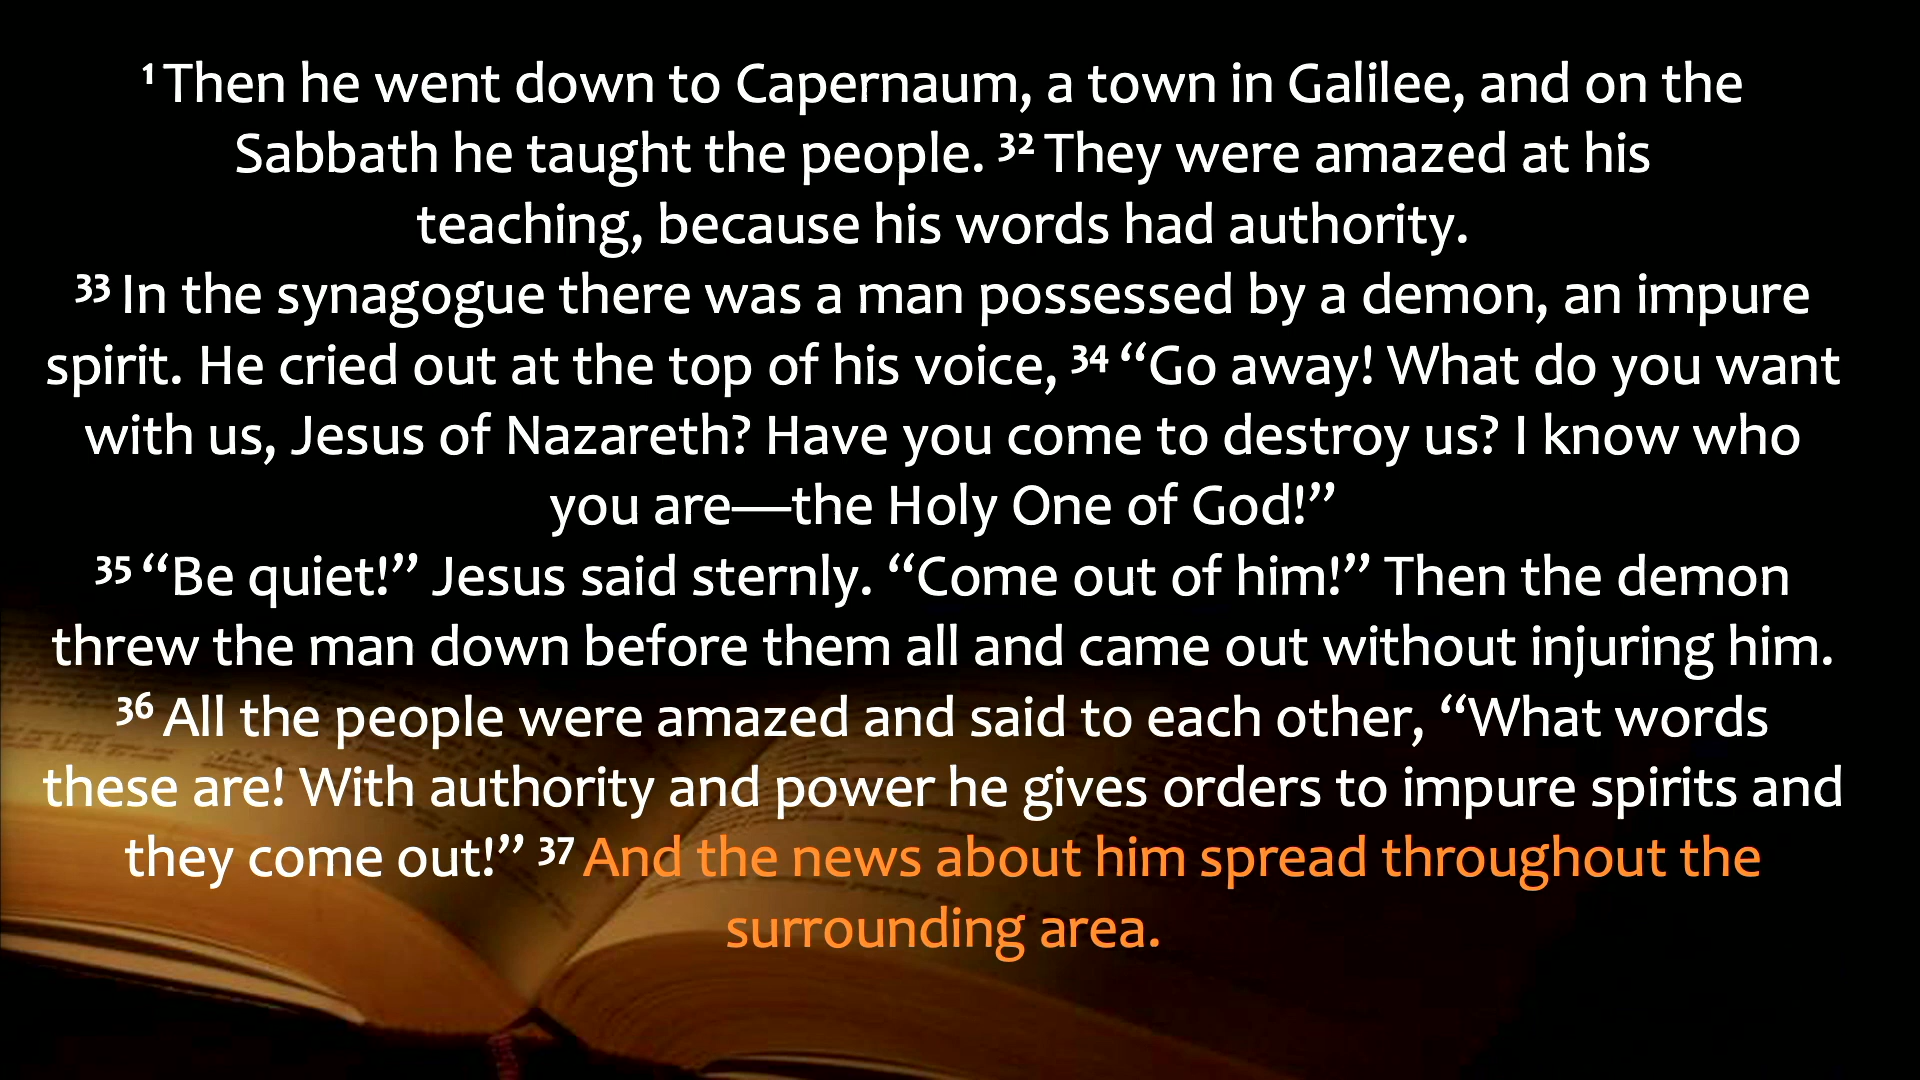 ¹ Then he went down to Capernaum, a town in Galilee, and on the
Sabbath he taught the people. ³² They were amazed at his
teaching, because his words had authority.
³³ In the synagogue there was a man possessed by a demon, an impure
spirit. He cried out at the top of his voice, ³⁴ “Go away! What do you want
with us, Jesus of Nazareth? Have you come to destroy us? I know who
you are—the Holy One of God!”
³⁵ “Be quiet!” Jesus said sternly. “Come out of him!” Then the demon
threw the man down before them all and came out without injuring him.
³⁶ All the people were amazed and said to each other, “What words
these are! With authority and power he gives orders to impure spirits and
they come out!” ³⁷ And the news about him spread throughout the
surrounding area.